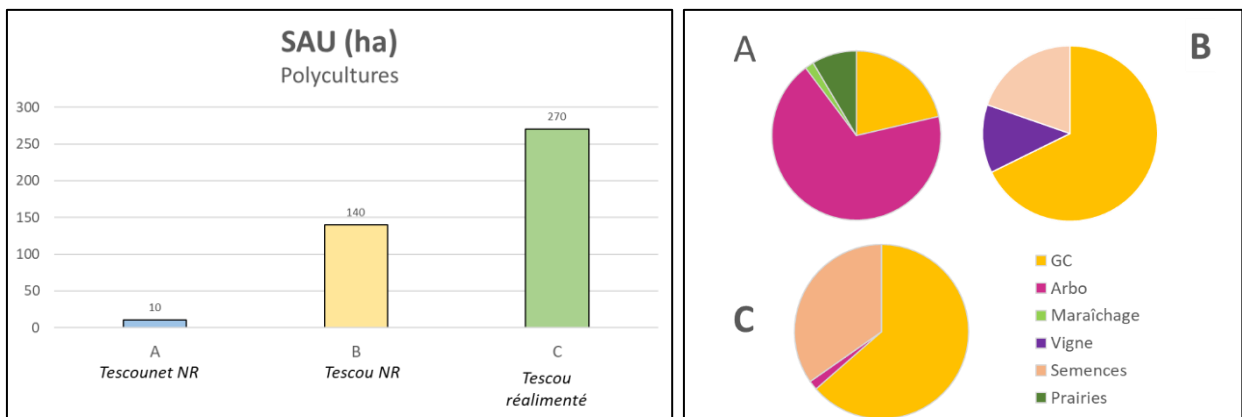 SAU (ha)
Polycultures
300
250
200
150
100
50
0
10
140
270
A
B
C
Tescounet NR
Tescou NR
Tescou
réalimenté
A
B
C
GC
Arbo
Maraîchage
Vigne
Semences
Prairies